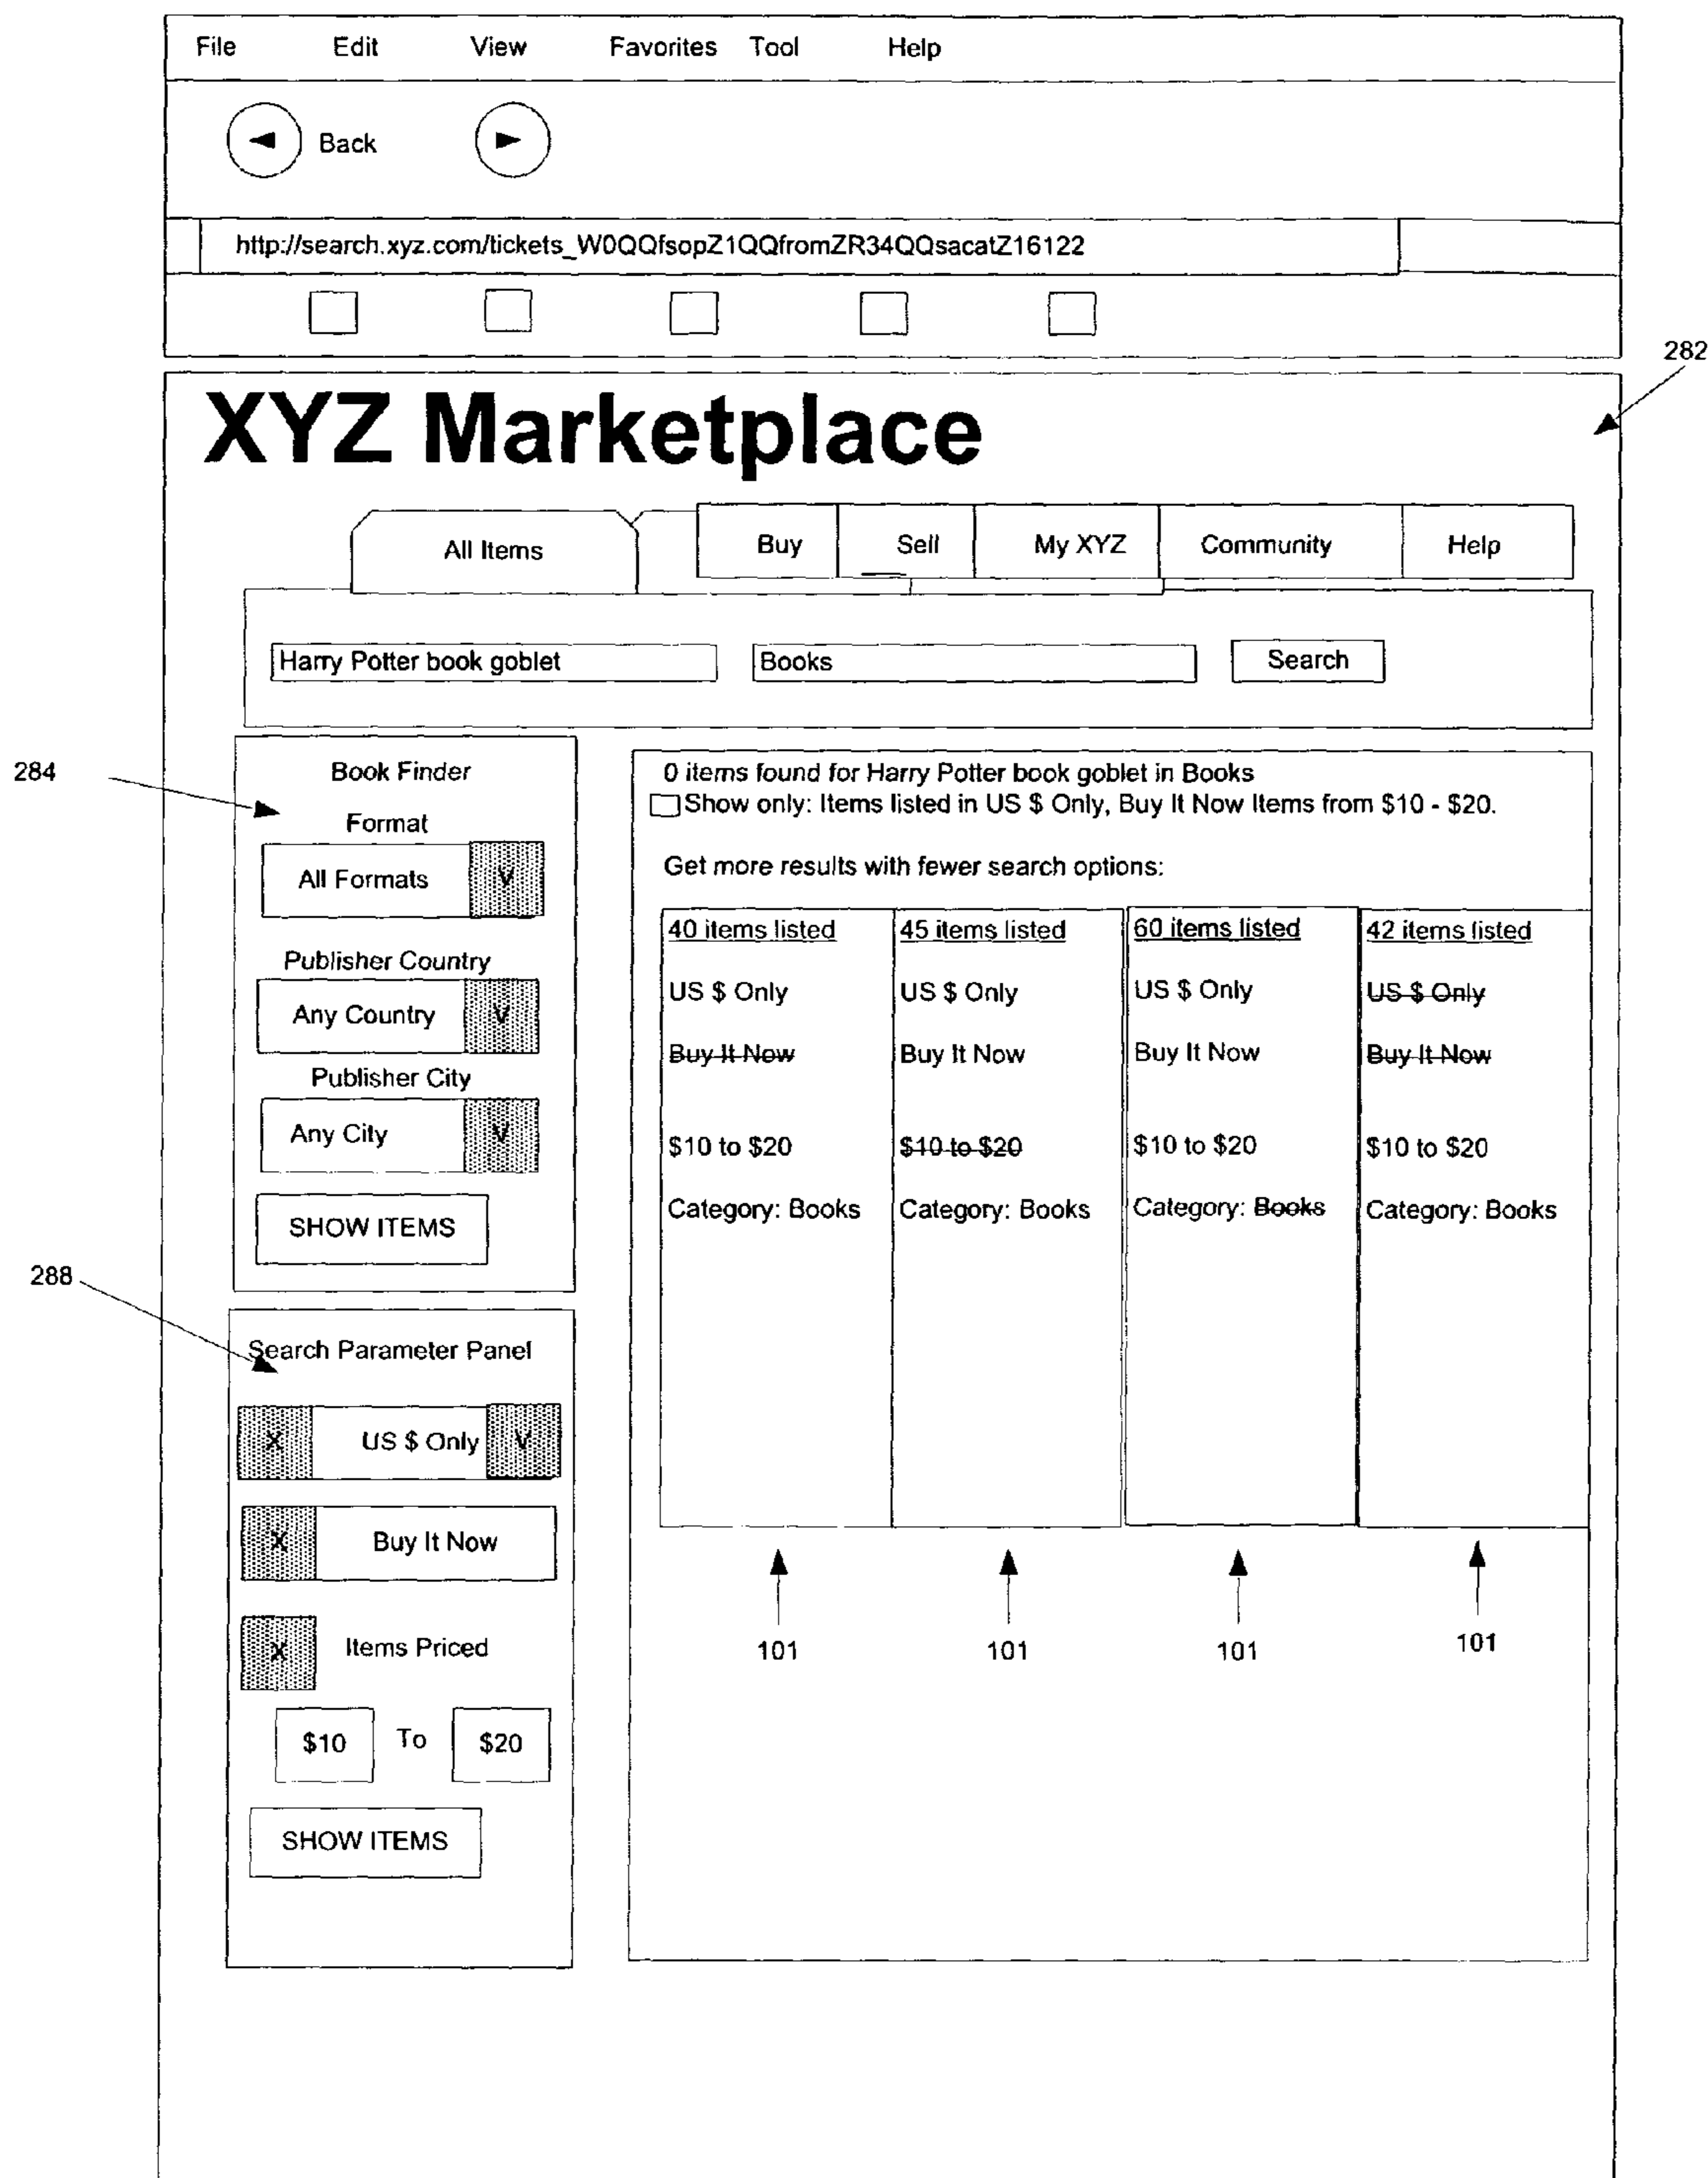 File Edit View Favorites Tool Help
◄ Back ►
http://search.xyz.com/tickets_W0QQfsopZ1QQfromZR34QQsacatZ16122
282
XYZ Marketplace
All Items Buy Sell My XYZ Community Help
Harry Potter book goblet Books Search
284
Book Finder
Format
All Formats V
Publisher Country
Any Country V
Publisher City
Any City V
SHOW ITEMS
288
Search Parameter Panel
X US $ Only V
X Buy It Now
X Items Priced
$10 To $20
SHOW ITEMS
0 items found for Harry Potter book goblet in Books
Show only: Items listed in US $ Only, Buy It Now Items from $10 - $20.
Get more results with fewer search options:
40 items listed
US $ Only
Buy It Now
$10 to $20
Category: Books
101
45 items listed
US $ Only
Buy It Now
$10 to $20
Category: Books
101
60 items listed
US $ Only
Buy It Now
$10 to $20
Category: Books
101
42 items listed
US $ Only
Buy It Now
$10 to $20
Category: Books
101